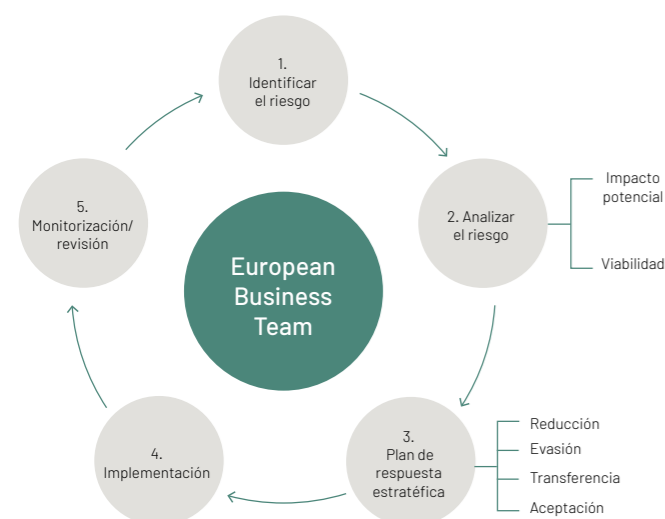 1.
Identificar
el riesgo
2. Analizar
el riesgo
Impacto
potencial
Viabilidad
3.
Plan de
respuesta
estratéfica
Reducción
Evasión
Transferencia
Aceptación
4.
Implementación
5.
Monitorización/
revisión
European
Business
Team